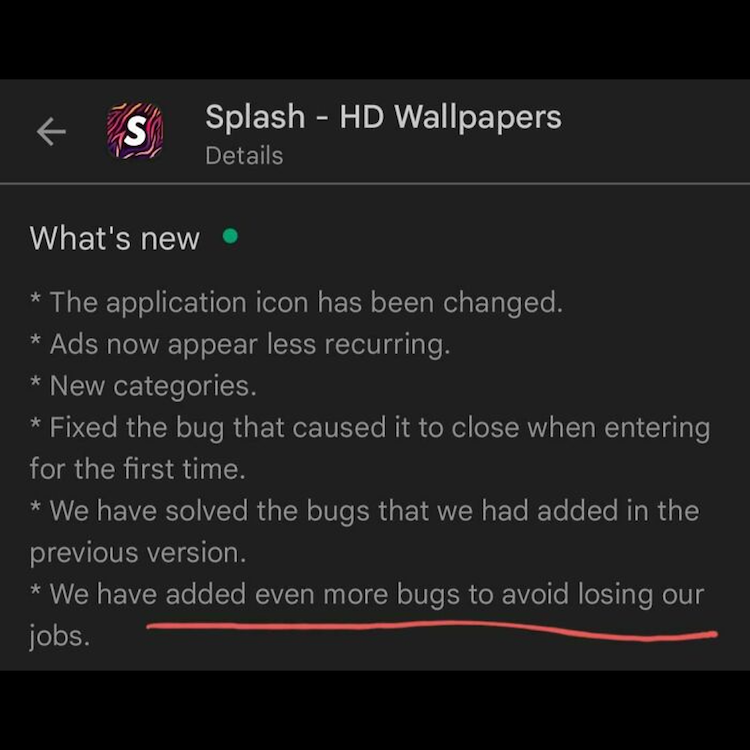 S
Splash - HD Wallpapers
Details
What's new
* The application icon has been changed.
* Ads now appear less recurring.
* New categories.
* Fixed the bug that caused it to close when entering
for the first time.
* We have solved the bugs that we had added in the
previous version.
* We have added even more bugs to avoid losing our
jobs.